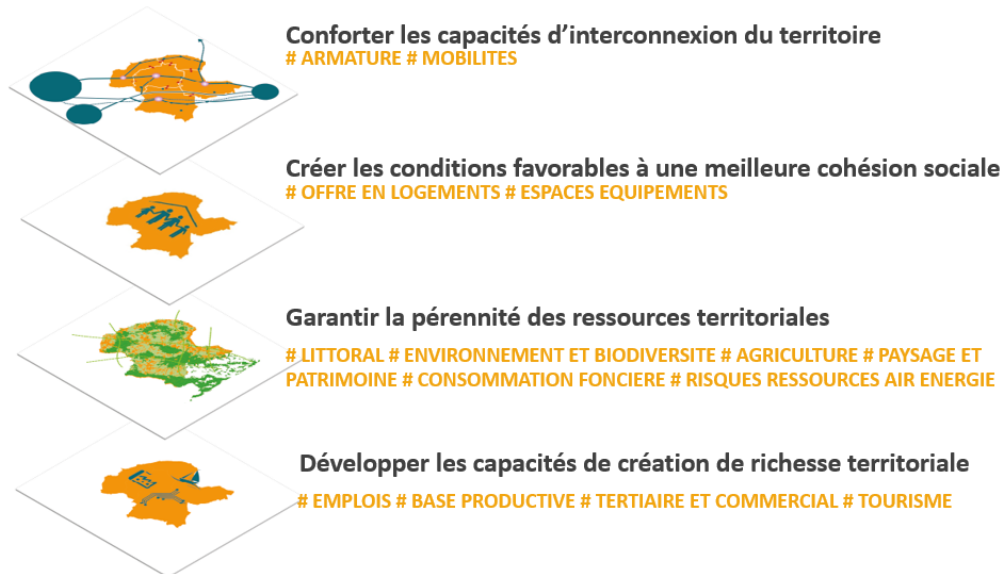 Conforter les capacités d’interconnexion du territoire
# ARMATURE # MOBILITES
Créer les conditions favorables à une meilleure cohésion sociale
# OFFRE EN LOGEMENTS # ESPACES EQUIPEMENTS
Garantir la pérennité des ressources territoriales
# LITTORAL # ENVIRONNEMENT ET BIODIVERSITE # AGRICULTURE # PAYSAGE ET
PATRIMOINE # CONSOMMATION FONCIERE # RISQUES RESSOURCES AIR ENERGIE
Développer les capacités de création de richesse territoriale
# EMPLOIS # BASE PRODUCTIVE # TERTIAIRE ET COMMERCIAL # TOURISME